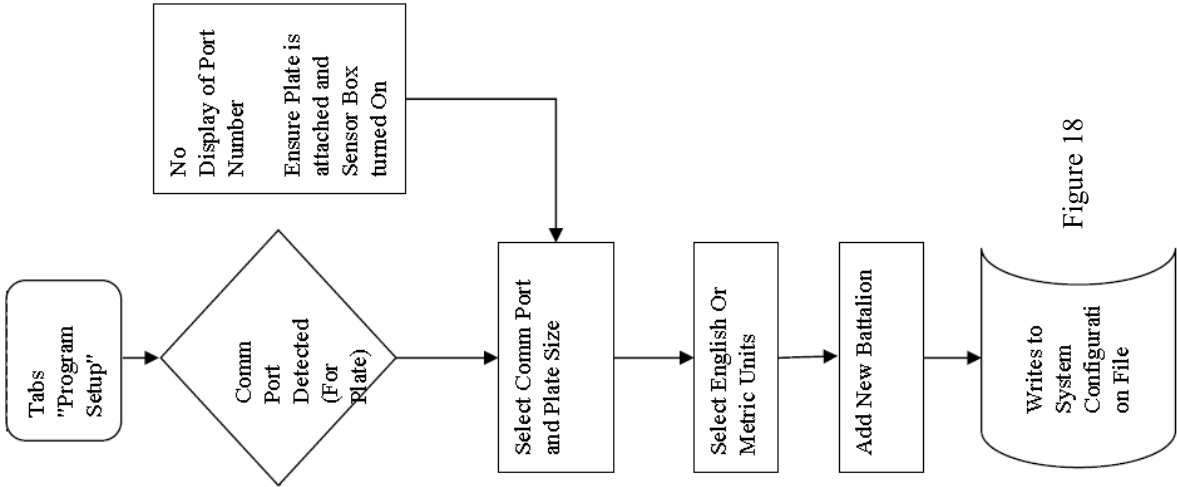 Tabs
"Program
Setup"
Comm
Port
Detected
(For
Plate)
No
Display of Port
Number
Ensure Plate is
attached and
Sensor Box
turned On
Select Comm Port
and Plate Size
Select English Or
Metric Units
Add New Battalion
Writes to
System
Configurati
on File
Figure 18